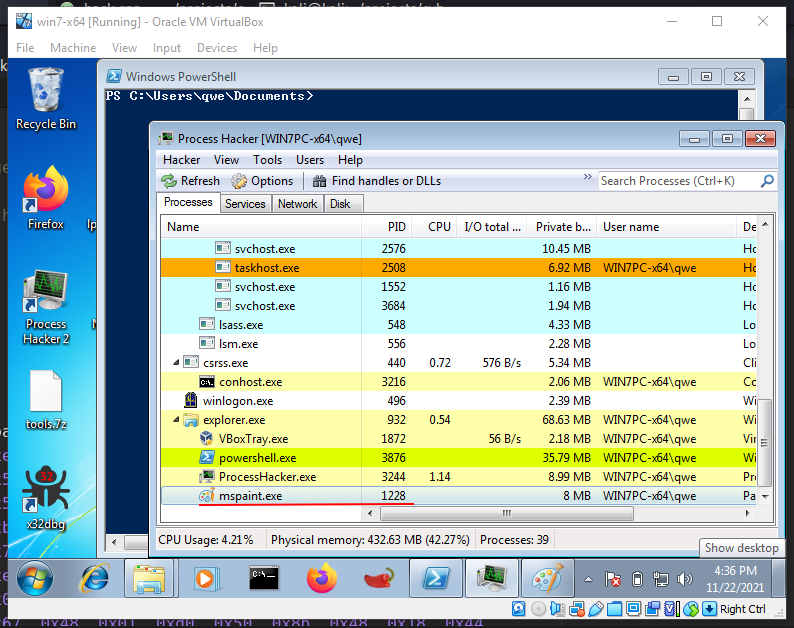 win7-x64 [Running] - Oracle VM VirtualBox
File Machine View Input Devices Help
Recycle Bin
Firefox
Process Hacker 2
tools.7z
x32dbg
Windows PowerShell
PS C:\Users\qwe\Documents>
Process Hacker [WIN7PC-x64\qwe]
Hacker View Tools Users Help
Refresh Options Find handles or DLLs » Search Processes (Ctrl+K)
Processes Services Network Disk
Name PID CPU I/O total ... Private b... User name De
svchost.exe 2576 10.45 MB Ho
taskhost.exe 2508 6.92 MB WIN7PC-x64\qwe Ho
svchost.exe 1552 1.16 MB Ho
svchost.exe 3684 1.94 MB Ho
lsass.exe 548 4.33 MB Lo
lsm.exe 556 2.28 MB Lo
csrss.exe 440 0.72 576 B/s 5.34 MB Cli
conhost.exe 3216 2.06 MB WIN7PC-x64\qwe Co
winlogon.exe 496 2.39 MB Wi
explorer.exe 932 0.54 68.63 MB WIN7PC-x64\qwe Wi
VBoxTray.exe 1872 56 B/s 2.18 MB WIN7PC-x64\qwe Vir
powershell.exe 3876 35.79 MB WIN7PC-x64\qwe Wi
ProcessHacker.exe 3244 1.14 8.99 MB WIN7PC-x64\qwe Pr
mspaint.exe 1228 8 MB WIN7PC-x64\qwe Pa
CPU Usage: 4.21% Physical memory: 432.63 MB (42.27%) Processes: 39
Show desktop
4:36 PM
11/22/2021
Right Ctrl